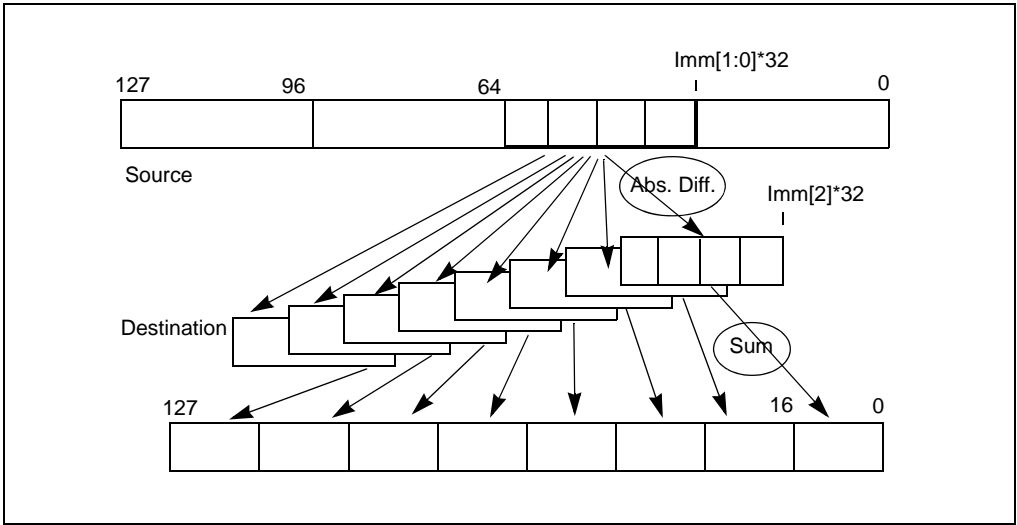 Imm[1:0]*32
127 96 64 0
Source
Abs. Diff.
Imm[2]*32
Destination
Sum
127 16 0